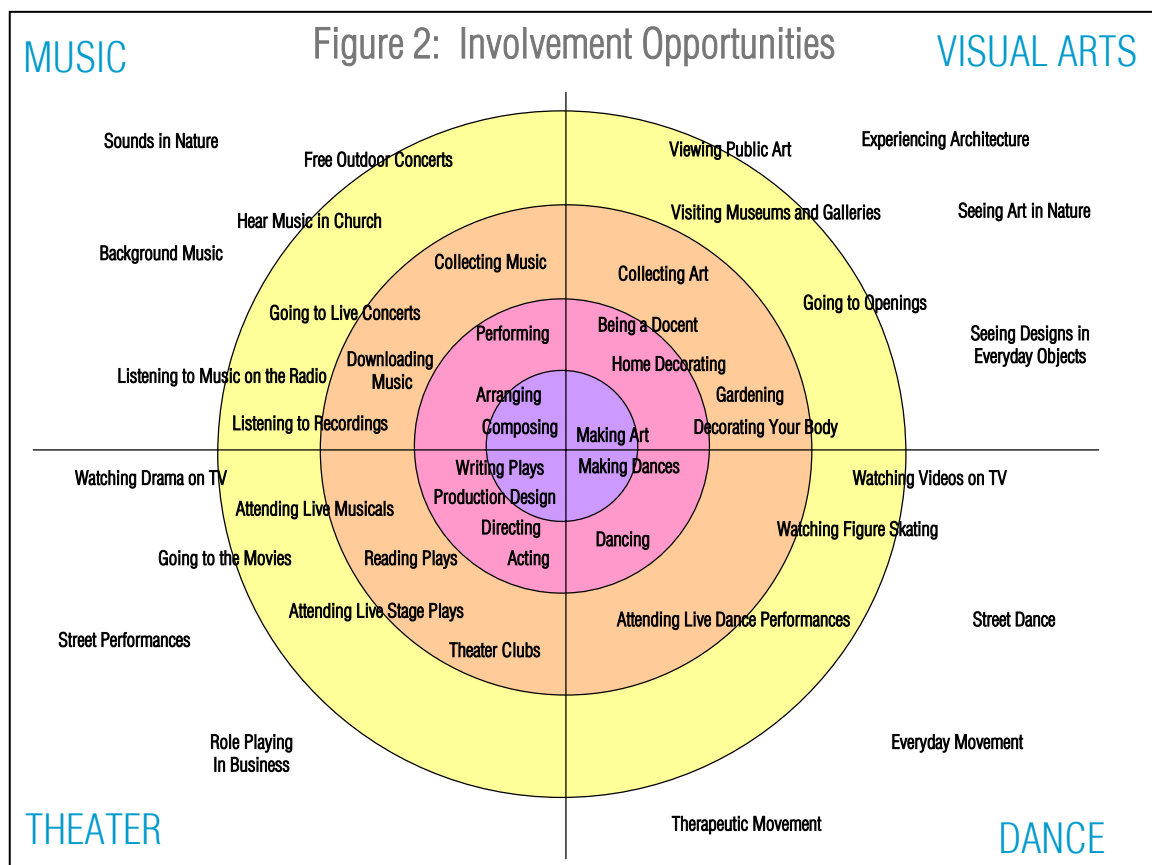 Figure 2: Involvement Opportunities
MUSIC
VISUAL ARTS
Sounds in Nature
Free Outdoor Concerts
Hear Music in Church
Background Music
Collecting Music
Going to Live Concerts
Performing
Downloading
Music
Listening to Music on the Radio
Arranging
Listening to Recordings
Composing
Viewing Public Art
Experiencing Architecture
Visiting Museums and Galleries
Seeing Art in Nature
Collecting Art
Going to Openings
Being a Docent
Seeing Designs in
Everyday Objects
Home Decorating
Gardening
Decorating Your Body
Making Art
Watching Drama on TV
Writing Plays
Production Design
Attending Live Musicals
Directing
Going to the Movies
Reading Plays
Acting
Attending Live Stage Plays
Street Performances
Theater Clubs
Role Playing
In Business
THEATER
Making Dances
Watching Videos on TV
Watching Figure Skating
Dancing
Attending Live Dance Performances
Street Dance
Everyday Movement
Therapeutic Movement
DANCE